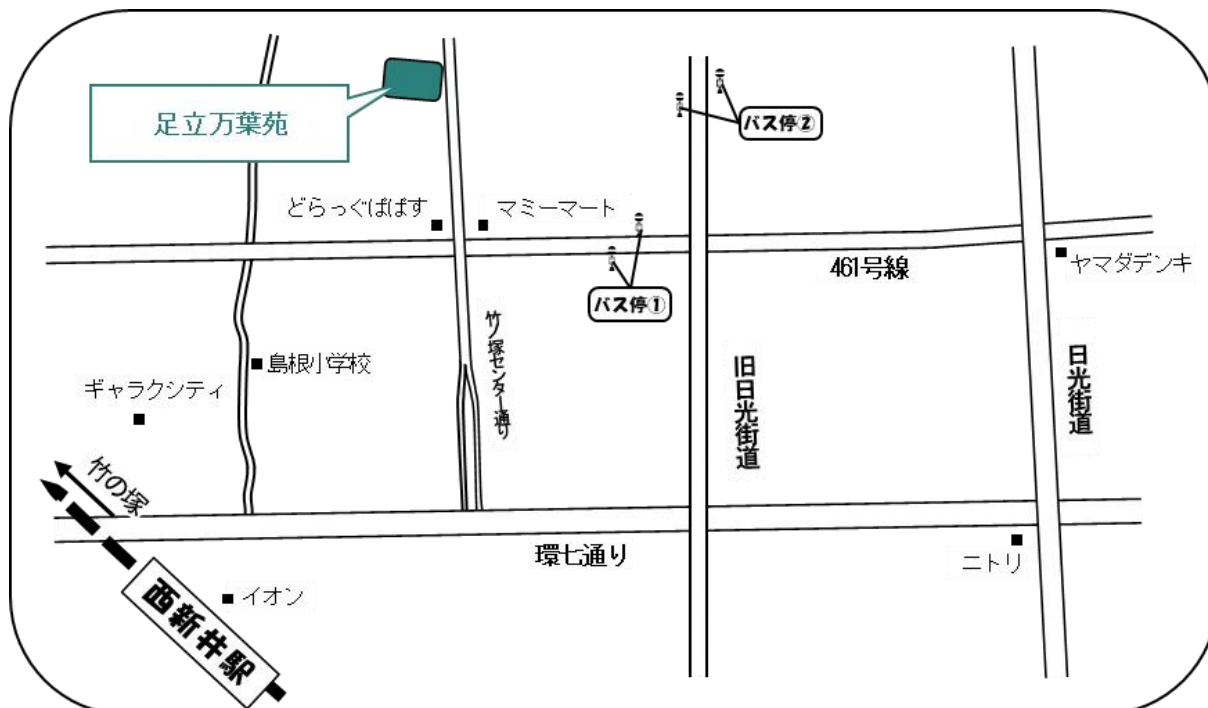 足立万葉苑
バス停②
どらっぐぱぱす
マミーマート
461号線
ヤマダデンキ
バス停①
竹ノ塚センター通り
島根小学校
ギャラクシティ
旧日光街道
日光街道
竹の塚
環七通り
ニトリ
イオン
西新井駅